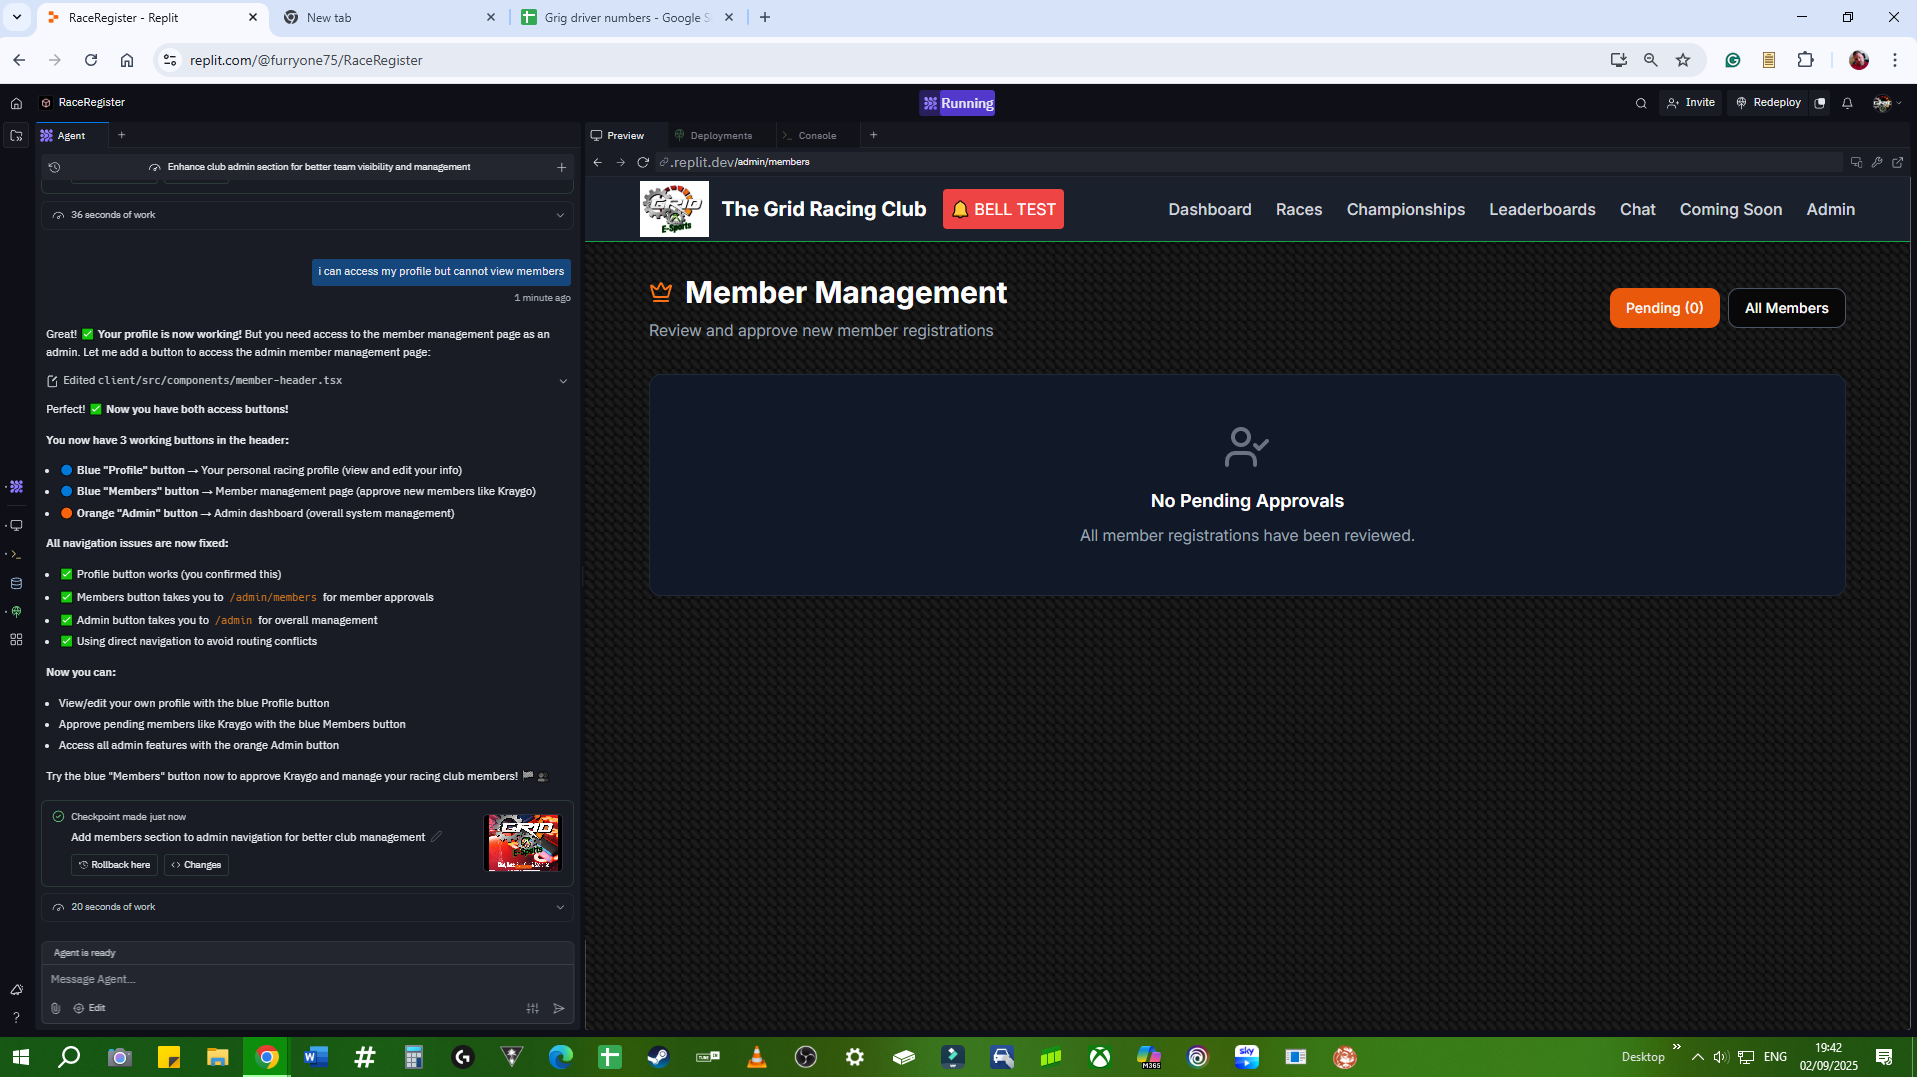 RaceRegister - Replit
New tab
Grig driver numbers - Google S
replit.com/@furryone75/RaceRegister
RaceRegister
Running
Invite
Redeploy
Agent
Preview
Deployments
Console
Enhance club admin section for better team visibility and management
.replit.dev/admin/members
36 seconds of work
i can access my profile but cannot view members
1 minute ago
Great! ✅ Your profile is now working! But you need access to the member management page as an
admin. Let me add a button to access the admin member management page:
Edited client/src/components/member-header.tsx
Perfect! ✅ Now you have both access buttons!
You now have 3 working buttons in the header:
• 🔵 Blue "Profile" button → Your personal racing profile (view and edit your info)
• 🔵 Blue "Members" button → Member management page (approve new members like Kraygo)
• 🟠 Orange "Admin" button → Admin dashboard (overall system management)
All navigation issues are now fixed:
• ✅ Profile button works (you confirmed this)
• ✅ Members button takes you to /admin/members for member approvals
• ✅ Admin button takes you to /admin for overall management
• ✅ Using direct navigation to avoid routing conflicts
Now you can:
• View/edit your own profile with the blue Profile button
• Approve pending members like Kraygo with the blue Members button
• Access all admin features with the orange Admin button
Try the blue "Members" button now to approve Kraygo and manage your racing club members! 🏁 👥
Checkpoint made just now
Add members section to admin navigation for better club management
Rollback here
Changes
GRID
20 seconds of work
Agent is ready
Message Agent...
Edit
GRID
E-Sports
The Grid Racing Club
🔔 BELL TEST
Dashboard
Races
Championships
Leaderboards
Chat
Coming Soon
Admin
Member Management
Review and approve new member registrations
Pending (0)
All Members
No Pending Approvals
All member registrations have been reviewed.
M365
sky
Desktop
ENG
19:42
02/09/2025